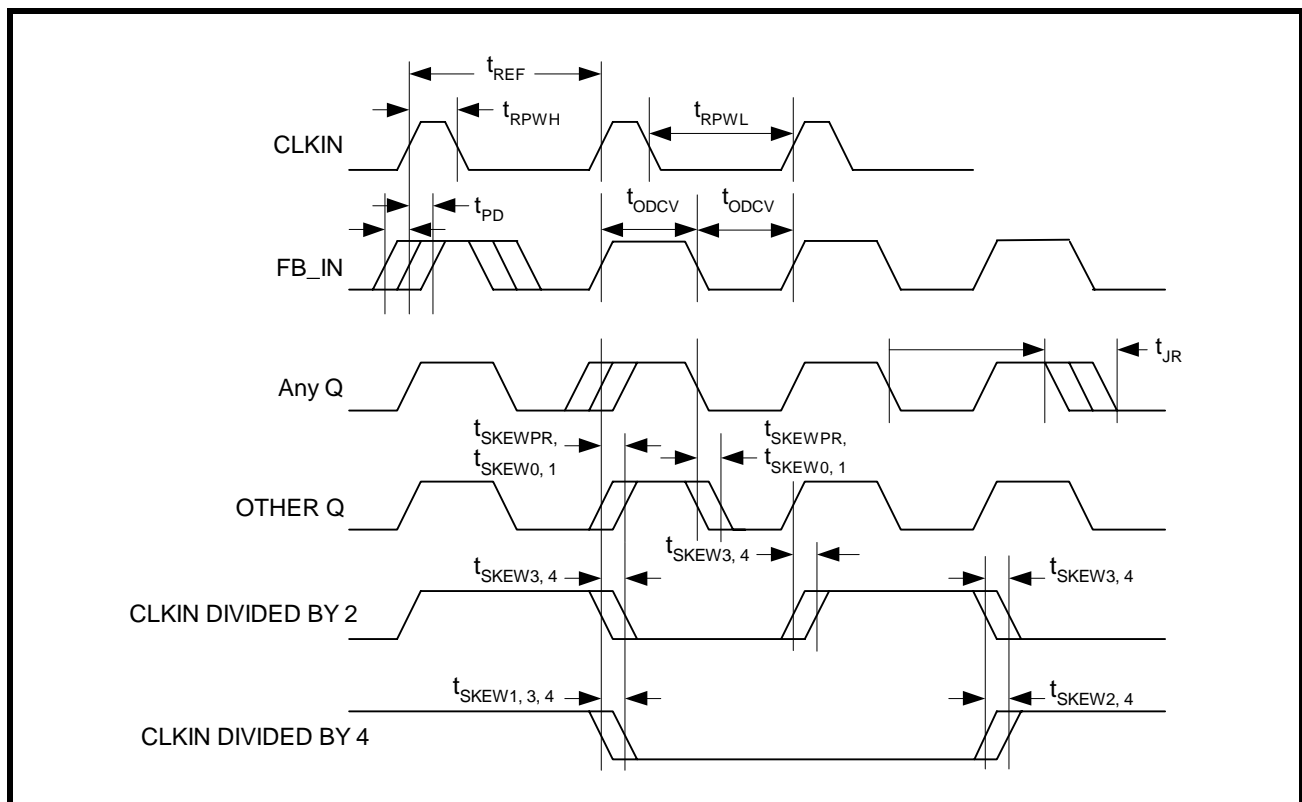 tREF
tRPWH
tRPWL
CLKIN
tPD
tODCV
tODCV
FB_IN
tJR
Any Q
tSKEWPR,
tSKEW0, 1
tSKEWPR,
tSKEW0, 1
OTHER Q
tSKEW3, 4
tSKEW3, 4
tSKEW3, 4
CLKIN DIVIDED BY 2
tSKEW1, 3, 4
tSKEW2, 4
CLKIN DIVIDED BY 4